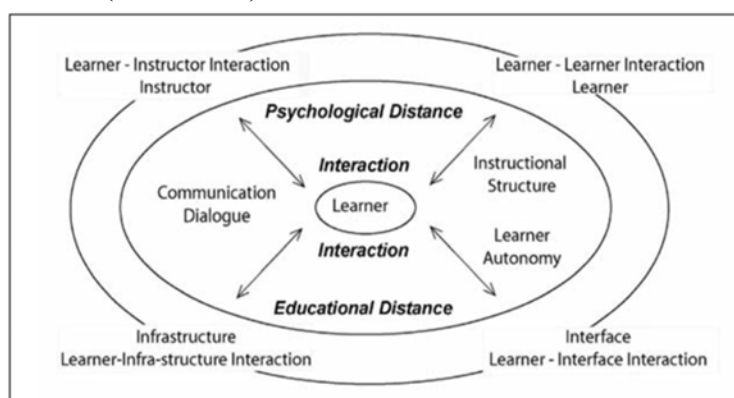 Learner - Instructor Interaction
Instructor
Learner - Learner Interaction
Learner
Psychological Distance
Interaction
Instructional
Structure
Communication
Dialogue
Learner
Learner
Autonomy
Interaction
Educational Distance
Infrastructure
Learner-Infra-structure Interaction
Interface
Learner - Interface Interaction